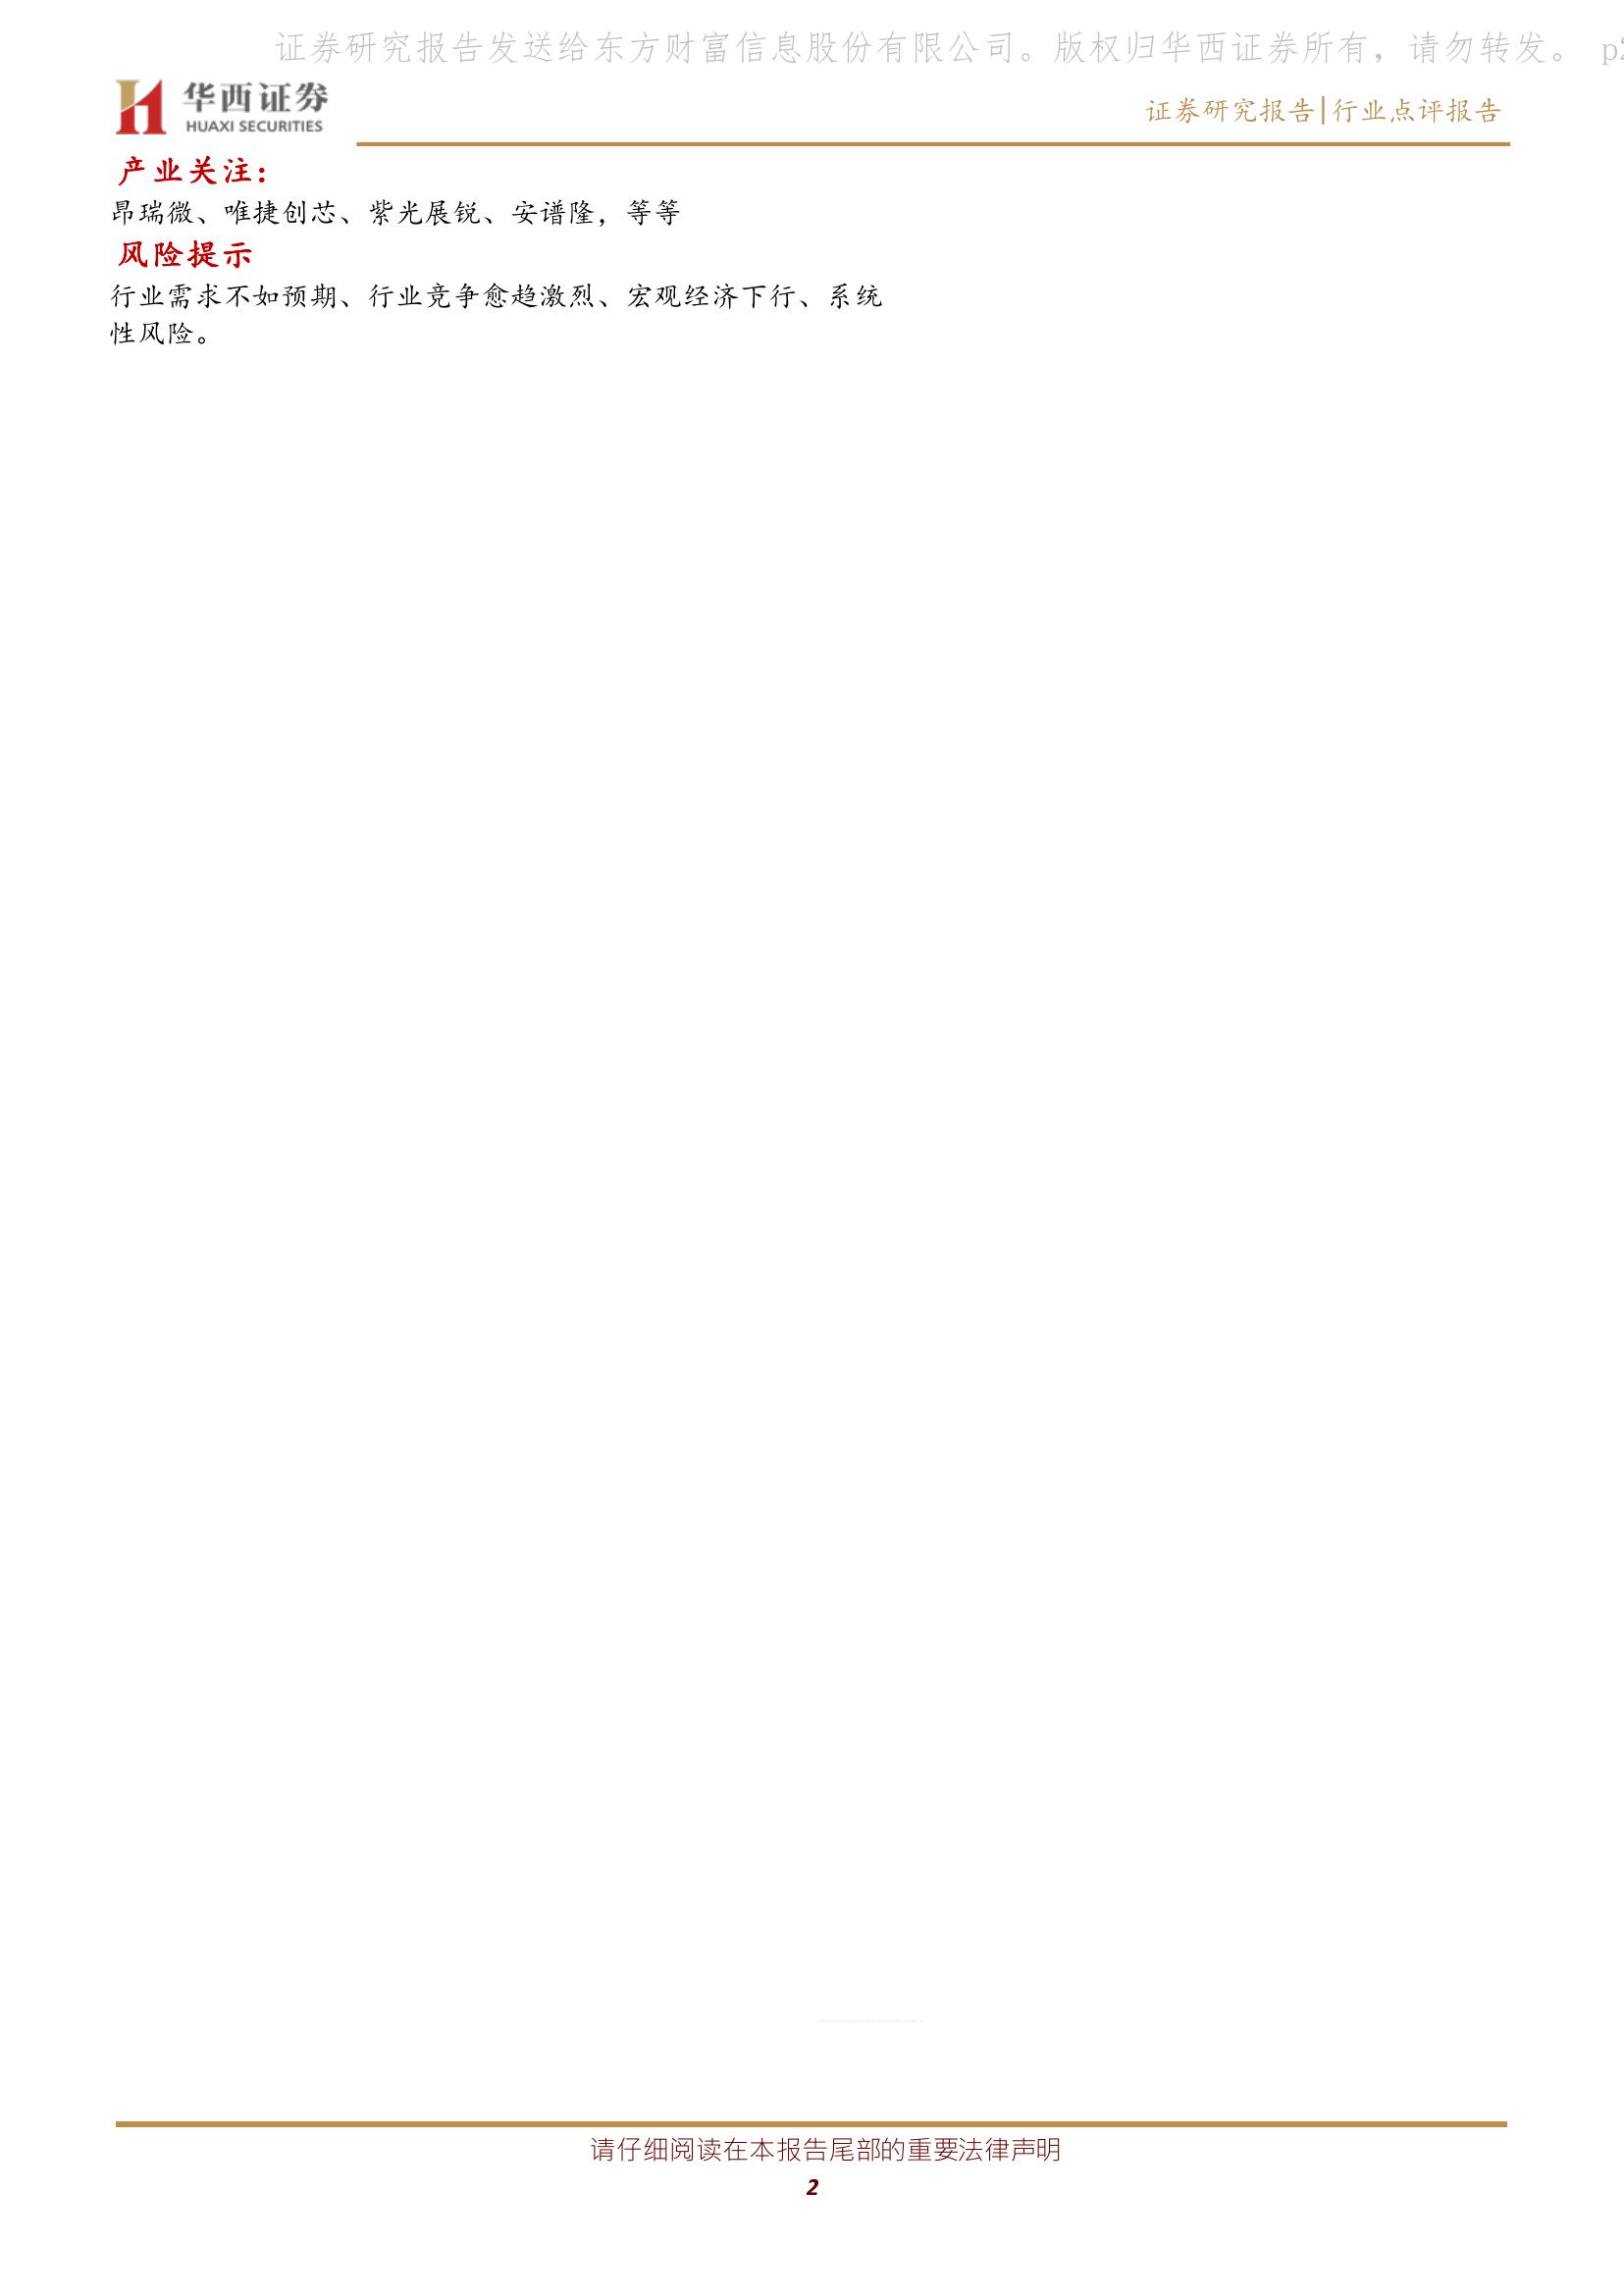 证券研究报告发送给东方财富信息股份有限公司。版权归华西证券所有，请勿转发。 p2
华西证券
HUAXI SECURITIES
证券研究报告|行业点评报告
产业关注：
昂瑞微、唯捷创芯、紫光展锐、安谱隆，等等
风险提示
行业需求不如预期、行业竞争愈趋激烈、宏观经济下行、系统
性风险。
请仔细阅读在本报告尾部的重要法律声明
2